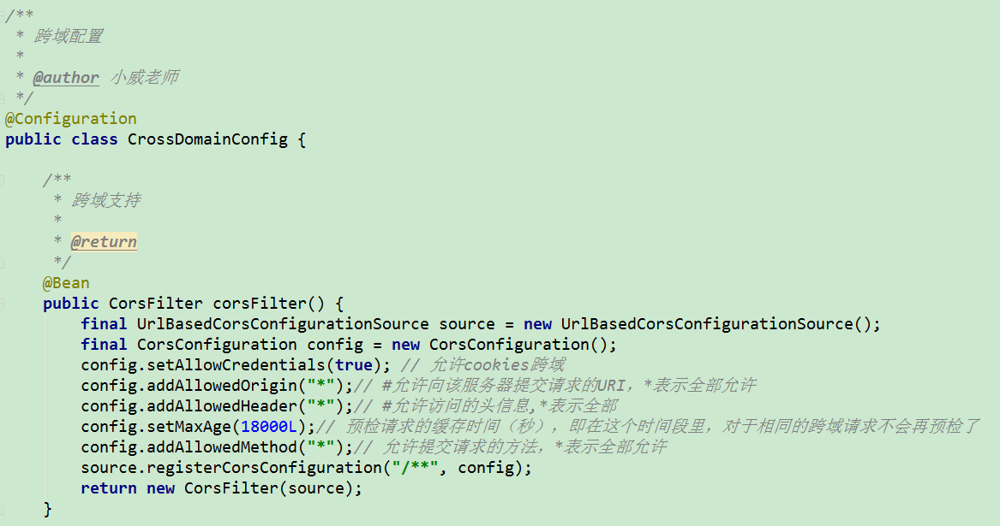 /**
 * 跨域配置
 *
 * @author 小威老师
 */
@Configuration
public class CrossDomainConfig {
    /**
     * 跨域支持
     *
     * @return
     */
    @Bean
    public CorsFilter corsFilter() {
        final UrlBasedCorsConfigurationSource source = new UrlBasedCorsConfigurationSource();
        final CorsConfiguration config = new CorsConfiguration();
        config.setAllowCredentials(true); // 允许cookies跨域
        config.addAllowedOrigin("*");// #允许向该服务器提交请求的URI，*表示全部允许
        config.addAllowedHeader("*");// #允许访问的头信息,*表示全部
        config.setMaxAge(18000L);// 预检请求的缓存时间（秒），即在这个时间段里，对于相同的跨域请求不会再预检了
        config.addAllowedMethod("*");// 允许提交请求的方法，*表示全部允许
        source.registerCorsConfiguration("/**", config);
        return new CorsFilter(source);
    }